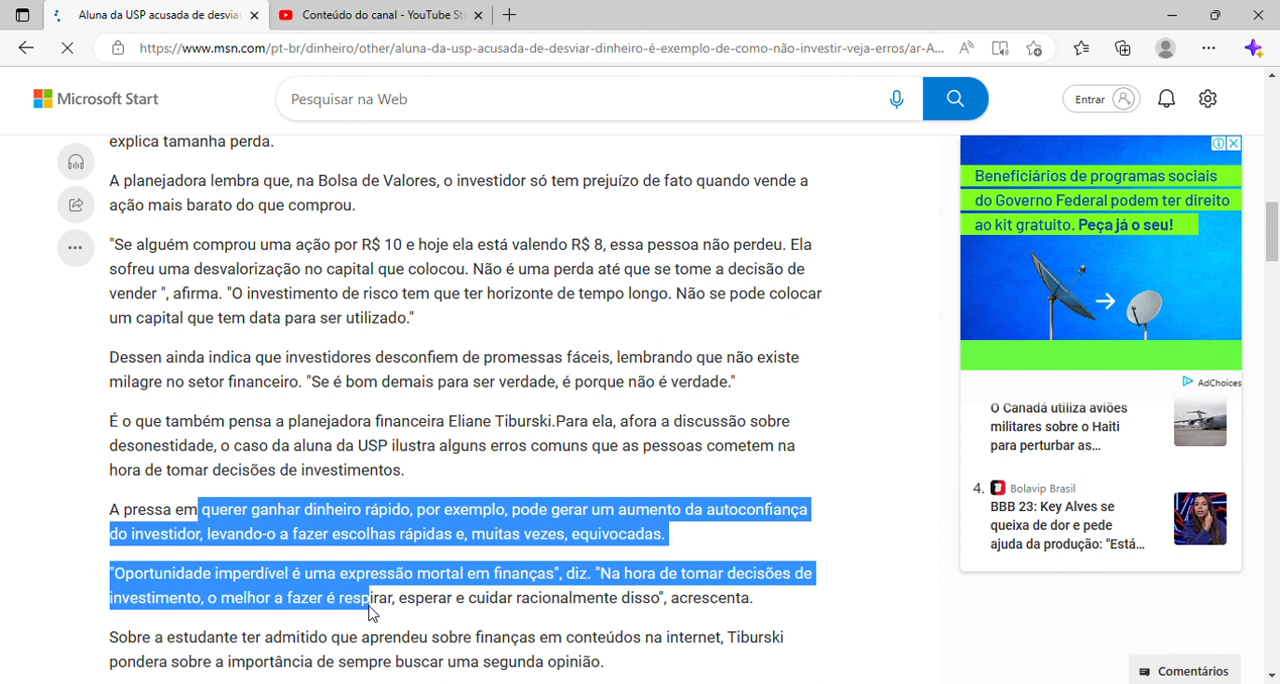 Aluna da USP acusada de desvia
Conteúdo do canal - YouTube St
https://www.msn.com/pt-br/dinheiro/other/aluna-da-usp-acusada-de-desviar-dinheiro-é-exemplo-de-como-não-investir-veja-erros/ar-A...
Microsoft Start
Pesquisar na Web
Entrar
explica tamanha perda.
A planejadora lembra que, na Bolsa de Valores, o investidor só tem prejuízo de fato quando vende a
ação mais barato do que comprou.
"Se alguém comprou uma ação por R$ 10 e hoje ela está valendo R$ 8, essa pessoa não perdeu. Ela
sofreu uma desvalorização no capital que colocou. Não é uma perda até que se tome a decisão de
vender ", afirma. "O investimento de risco tem que ter horizonte de tempo longo. Não se pode colocar
um capital que tem data para ser utilizado."
Dessen ainda indica que investidores desconfiem de promessas fáceis, lembrando que não existe
milagre no setor financeiro. "Se é bom demais para ser verdade, é porque não é verdade."
É o que também pensa a planejadora financeira Eliane Tiburski.Para ela, afora a discussão sobre
desonestidade, o caso da aluna da USP ilustra alguns erros comuns que as pessoas cometem na
hora de tomar decisões de investimentos.
A pressa em querer ganhar dinheiro rápido, por exemplo, pode gerar um aumento da autoconfiança
do investidor, levando-o a fazer escolhas rápidas e, muitas vezes, equivocadas.
"Oportunidade imperdível é uma expressão mortal em finanças", diz. "Na hora de tomar decisões de
investimento, o melhor a fazer é respirar, esperar e cuidar racionalmente disso", acrescenta.
Sobre a estudante ter admitido que aprendeu sobre finanças em conteúdos na internet, Tiburski
pondera sobre a importância de sempre buscar uma segunda opinião.
Beneficiários de programas sociais
do Governo Federal podem ter direito
ao kit gratuito. Peça já o seu!
AdChoices
O Canadá utiliza aviões
militares sobre o Haiti
para perturbar as...
4. Bolavip Brasil
BBB 23: Key Alves se
queixa de dor e pede
ajuda da produção: "Está...
Comentários